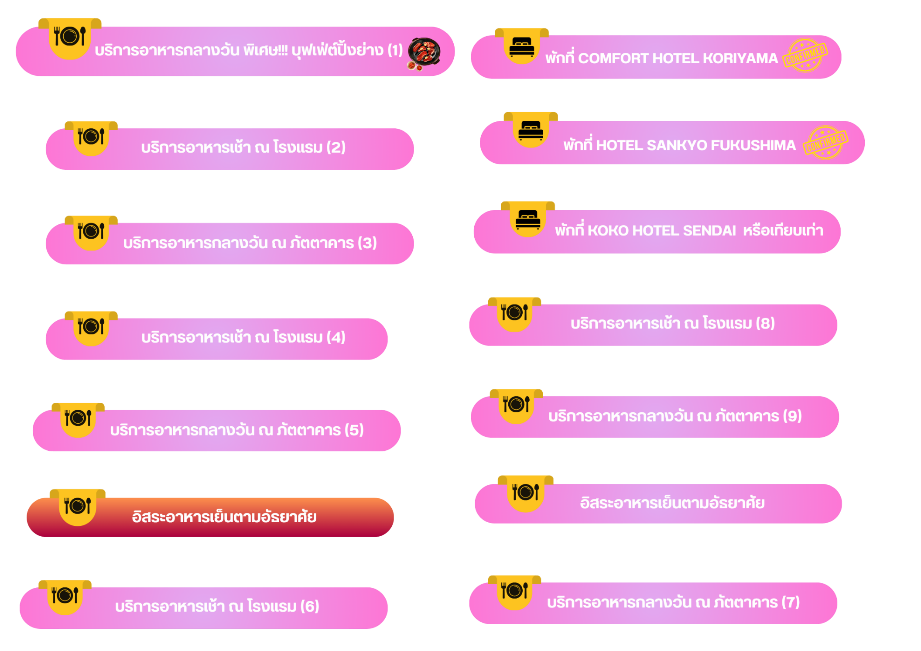 บริการอาหารกลางวัน พิเศษ!!! บุฟเฟ่ต์ปิ้งย่าง (1)
บริการอาหารเช้า ณ โรงแรม (2)
บริการอาหารกลางวัน ณ ภัตตาคาร (3)
บริการอาหารเช้า ณ โรงแรม (4)
บริการอาหารกลางวัน ณ ภัตตาคาร (5)
อิสระอาหารเย็นตามอัธยาศัย
บริการอาหารเช้า ณ โรงแรม (6)
พักที่ COMFORT HOTEL KORIYAMA
CONFIRMED
พักที่ HOTEL SANKYO FUKUSHIMA
CONFIRMED
พักที่ KOKO HOTEL SENDAI หรือเทียบเท่า
บริการอาหารเช้า ณ โรงแรม (8)
บริการอาหารกลางวัน ณ ภัตตาคาร (9)
อิสระอาหารเย็นตามอัธยาศัย
บริการอาหารกลางวัน ณ ภัตตาคาร (7)